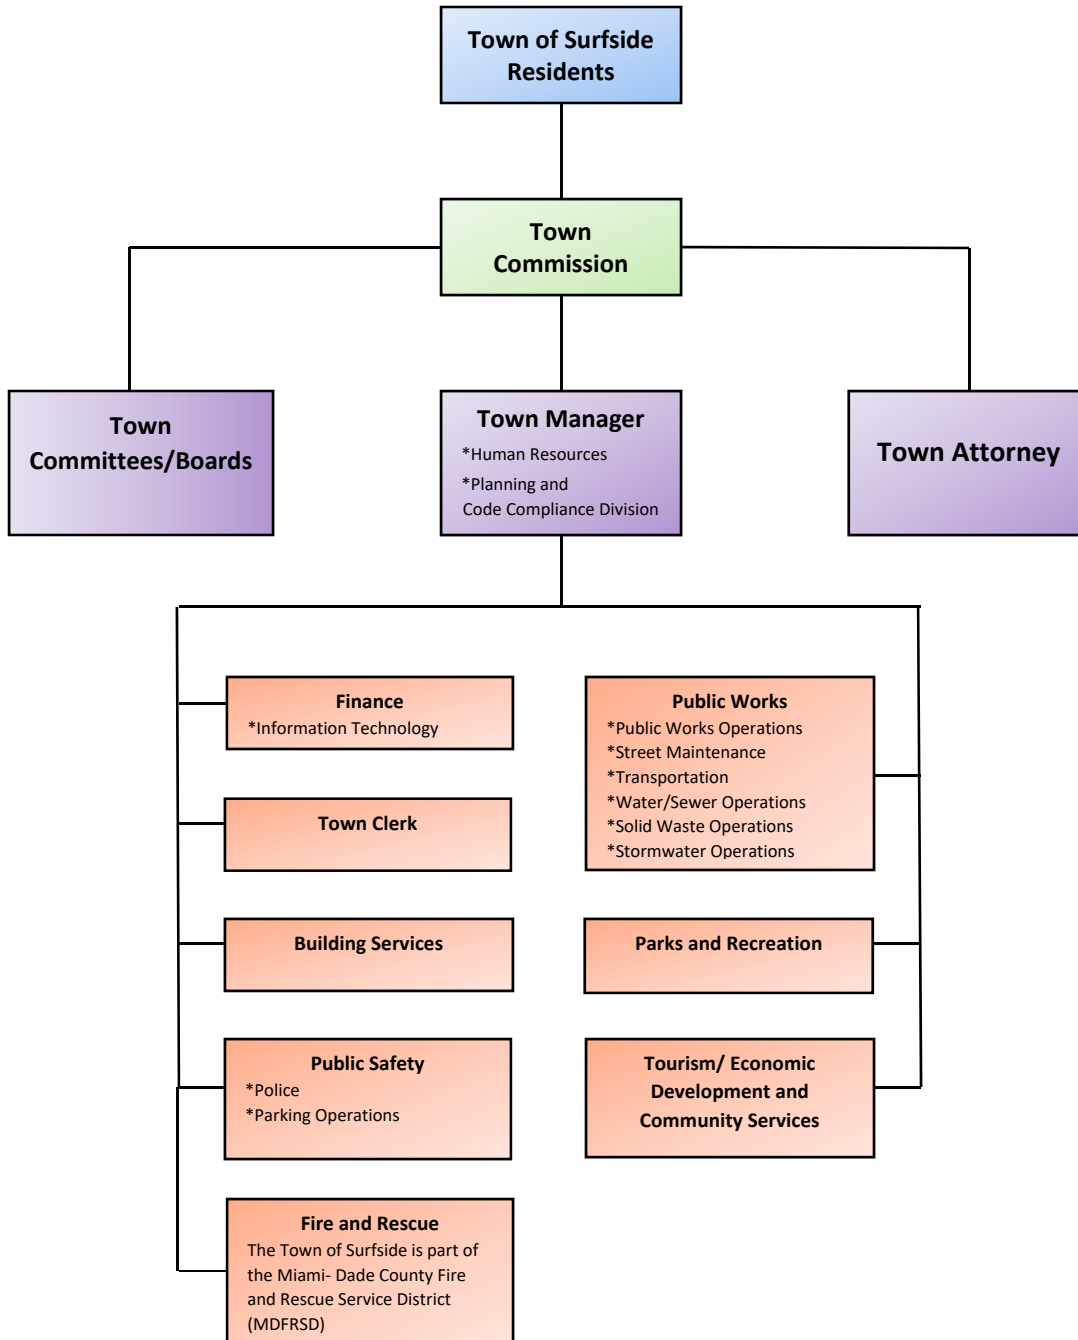 Town of Surfside
Residents
Town
Commission
Town
Committees/Boards
Town Manager
*Human Resources
*Planning and
Code Compliance Division
Town Attorney
Finance
*Information Technology
Town Clerk
Building Services
Public Safety
*Police
*Parking Operations
Fire and Rescue
The Town of Surfside is part of
the Miami- Dade County Fire
and Rescue Service District
(MDFRSD)
Public Works
*Public Works Operations
*Street Maintenance
*Transportation
*Water/Sewer Operations
*Solid Waste Operations
*Stormwater Operations
Parks and Recreation
Tourism/ Economic
Development and
Community Services